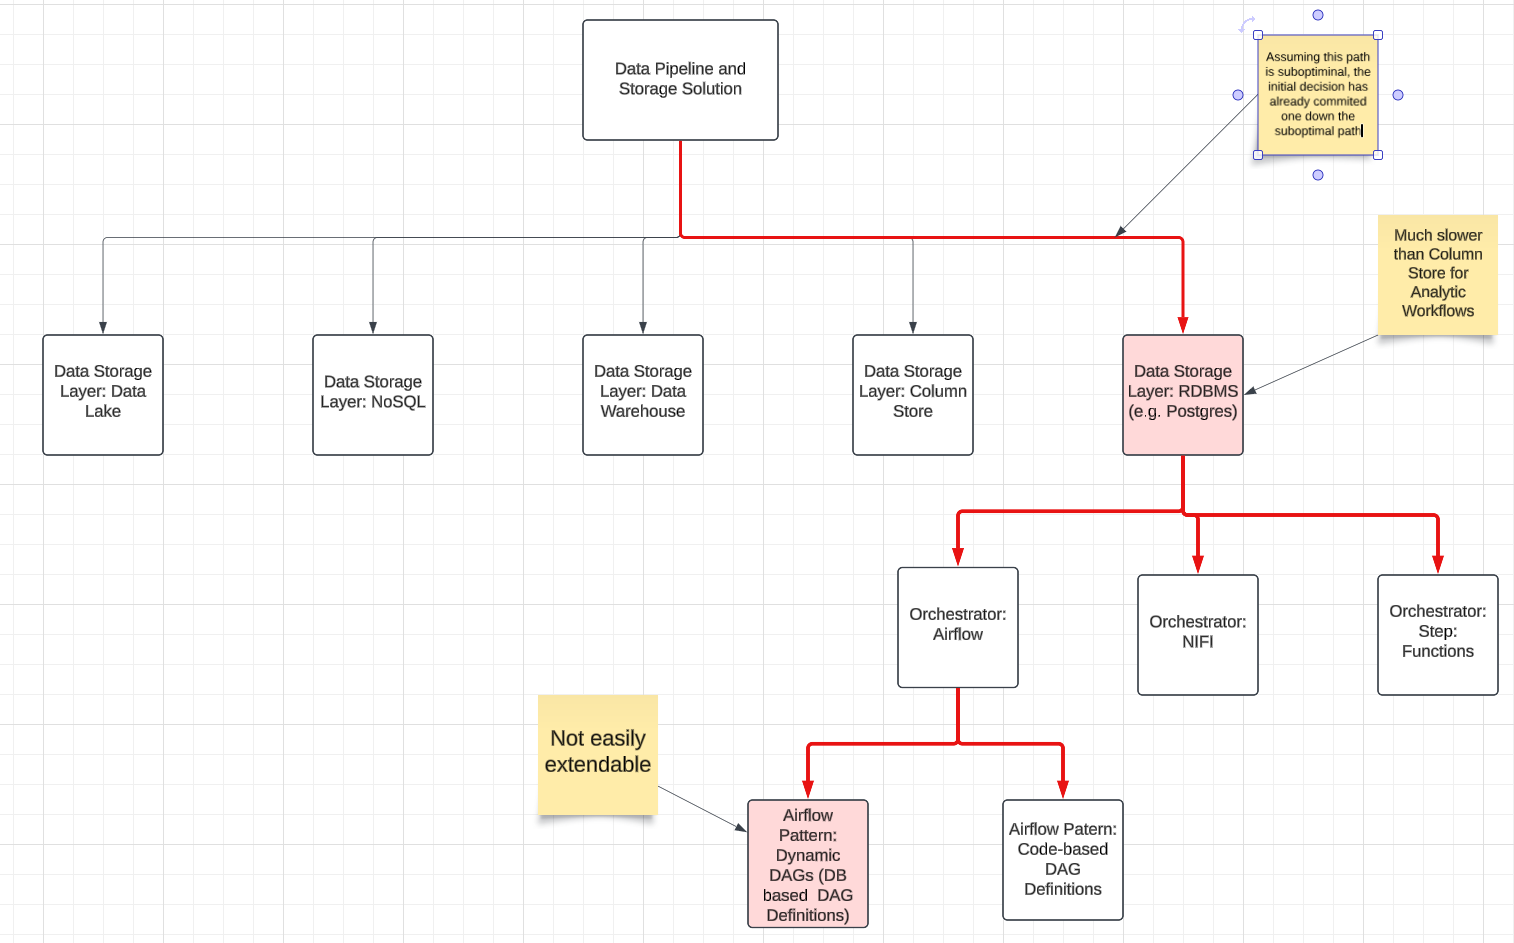 Data Pipeline and
Storage Solution
Assuming this path
is suboptiminal, the
initial decision has
already commited
one down the
suboptimal path
Much slower
than Column
Store for
Analytic
Workflows
Data Storage
Layer: Data
Lake
Data Storage
Layer: NoSQL
Data Storage
Layer: Data
Warehouse
Data Storage
Layer: Column
Store
Data Storage
Layer: RDBMS
(e.g. Postgres)
Orchestrator:
Airflow
Orchestrator:
NIFI
Orchestrator:
Step:
Functions
Not easily
extendable
Airflow
Pattern:
Dynamic
DAGs (DB
based  DAG
Definitions)
Airflow Patern:
Code-based
DAG
Definitions